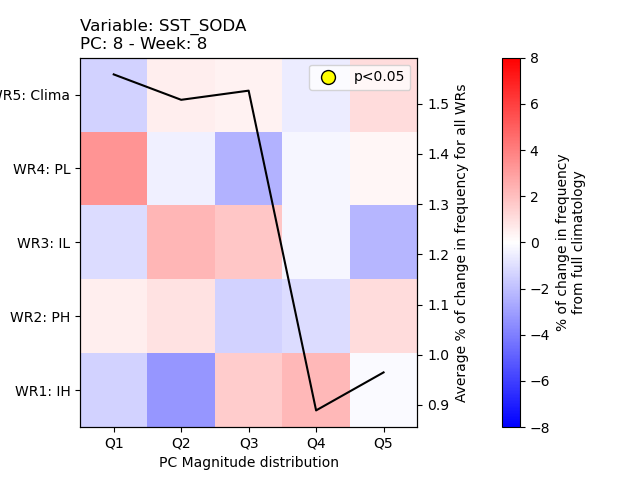 Variable: SST_SODA
PC: 8 - Week: 8
p<0.05
WR5: Clima
WR4: PL
WR3: IL
WR2: PH
WR1: IH
Q1 Q2 Q3 Q4 Q5
PC Magnitude distribution
1.5
1.4
1.3
1.2
1.1
1.0
0.9
Average % of change in frequency for all WRs
8
6
4
2
0
−2
−4
−6
−8
% of change in frequency
from full climatology